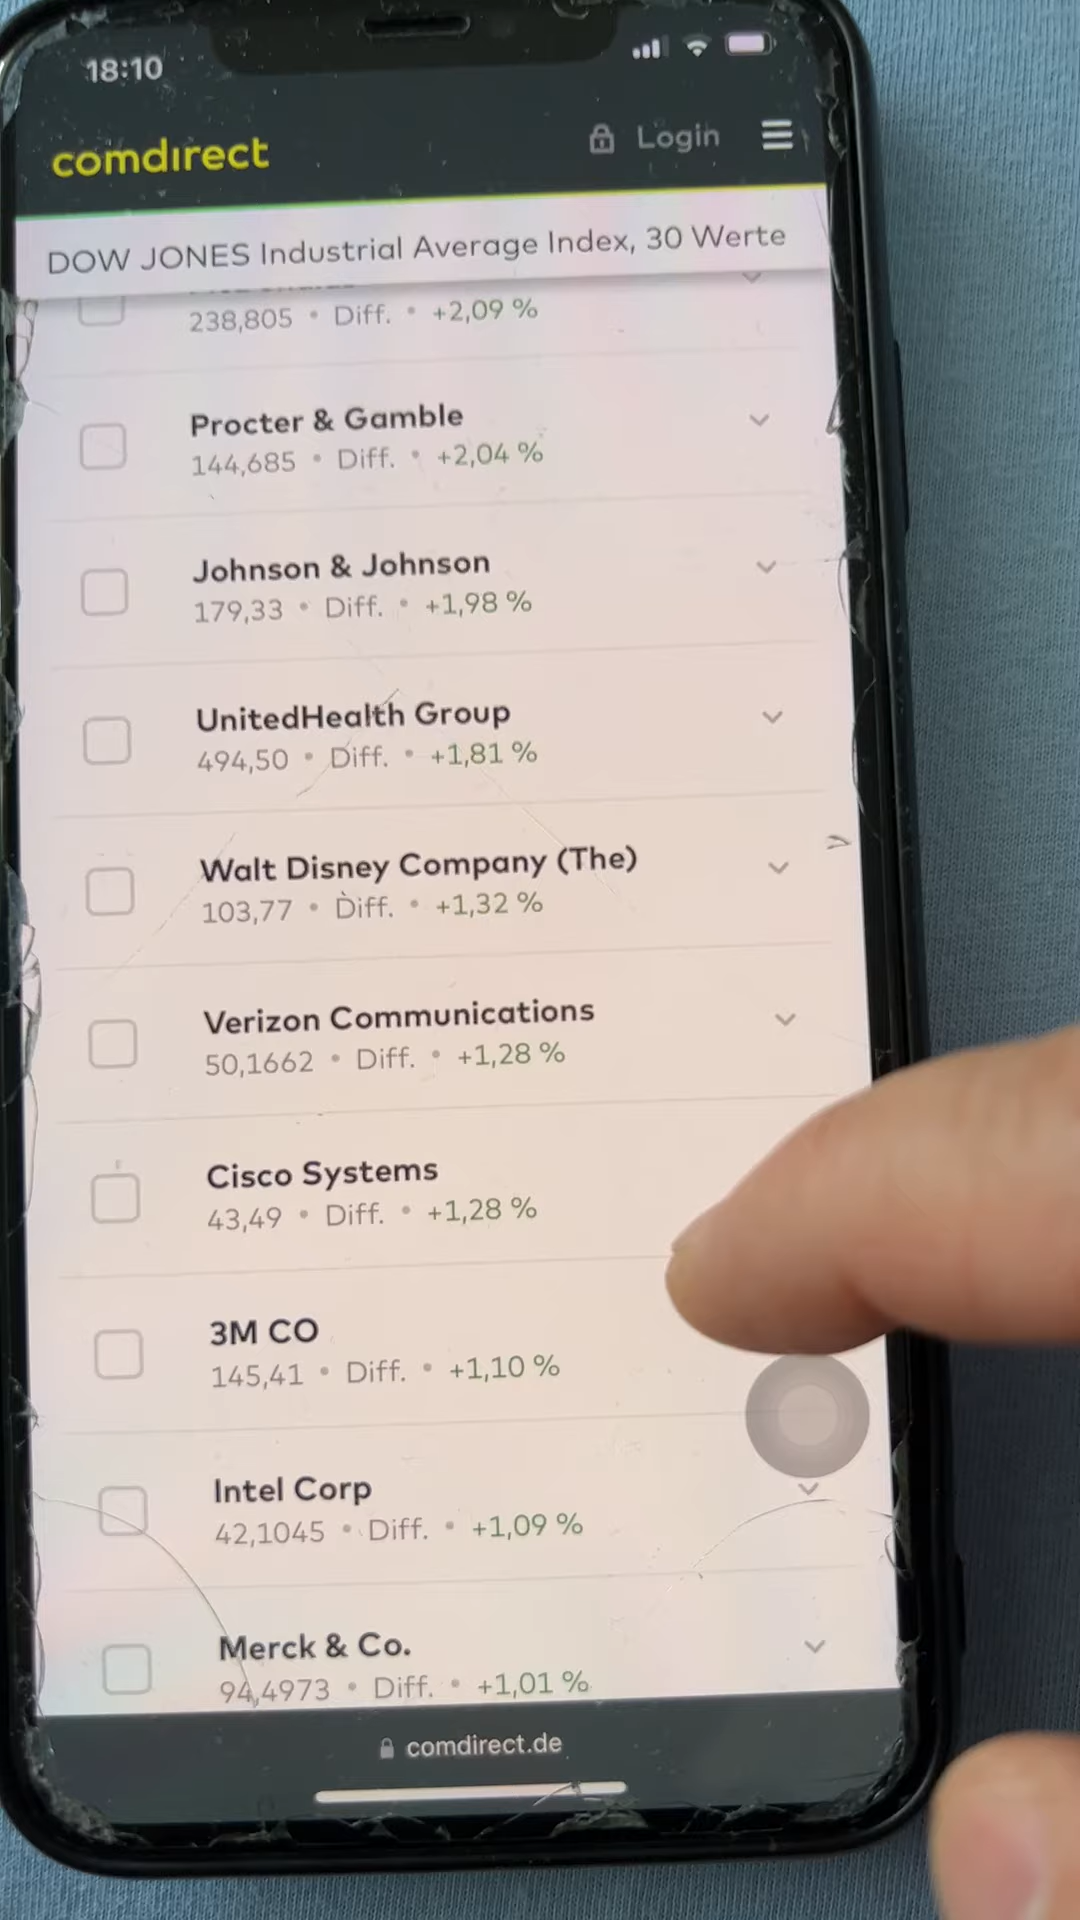 18:10
comdırect
Login
DOW JONES Industrial Average Index, 30 Werte
238,805 • Diff. • +2,09 %
Procter & Gamble
144,685 • Diff. • +2,04 %
Johnson & Johnson
179,33 • Diff. • +1,98 %
UnitedHealth Group
494,50 • Diff. • +1,81 %
Walt Disney Company (The)
103,77 • Diff. • +1,32 %
Verizon Communications
50,1662 • Diff. • +1,28 %
Cisco Systems
43,49 • Diff. • +1,28 %
3M CO
145,41 • Diff. • +1,10 %
Intel Corp
42,1045 • Diff. • +1,09 %
Merck & Co.
94,4973 • Diff. • +1,01 %
comdirect.de